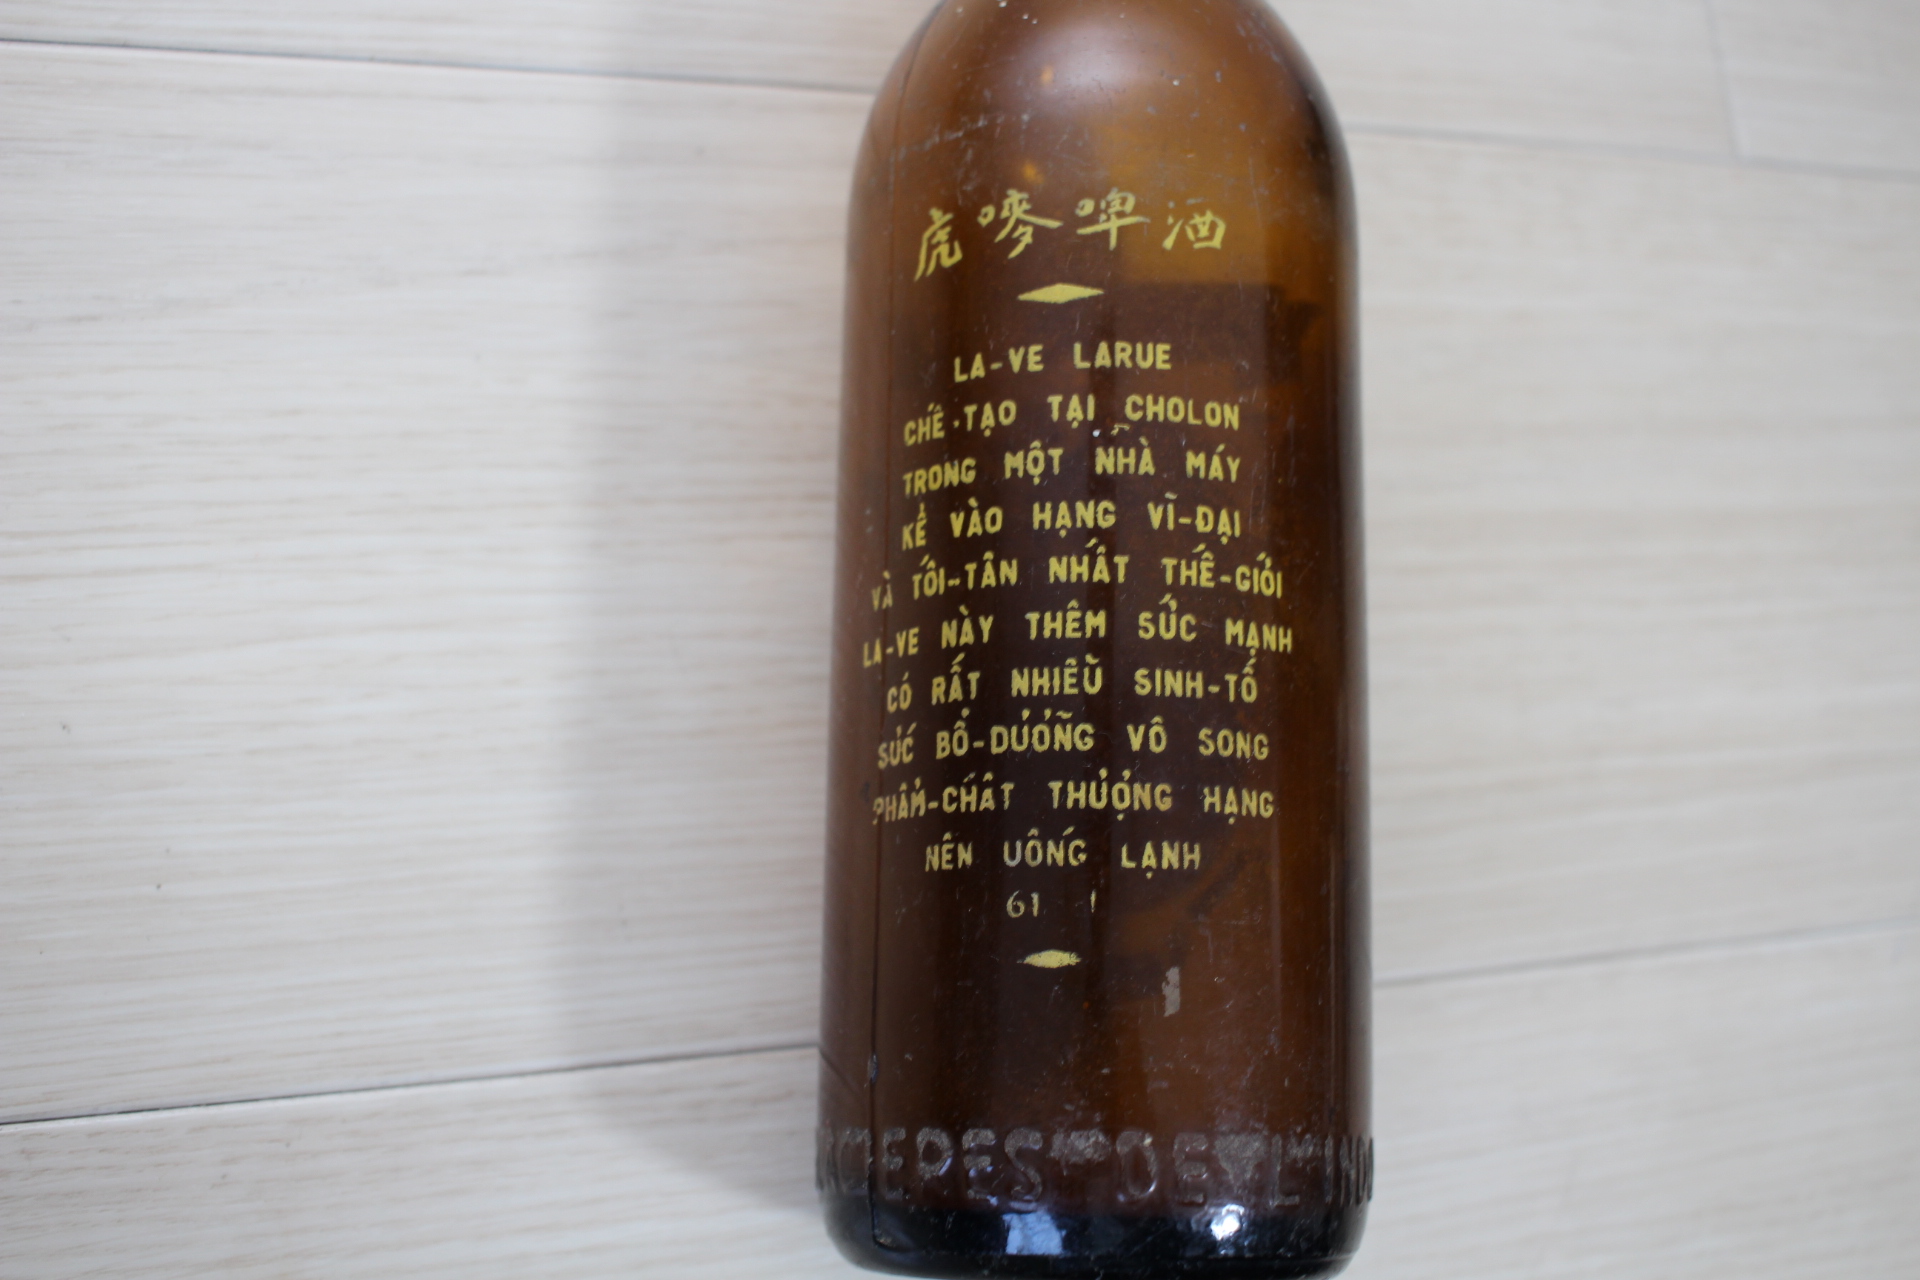 虎嘜啤酒
LA-VE LARUE
CHẾ-TẠO TẠI CHOLON
TRONG MỘT NHÀ MÁY
KỂ VÀO HẠNG VĨ-ĐẠI
VÀ TỐI-TÂN NHẤT THẾ-GIỚI
LA-VE NÀY THÊM SỨC MẠNH
CÓ RẤT NHIỀU SINH-TỐ
SỨC BỔ-DƯỠNG VÔ SONG
PHẨM-CHẤT THƯỢNG HẠNG
NÊN UỐNG LẠNH
61
DE L'INDO